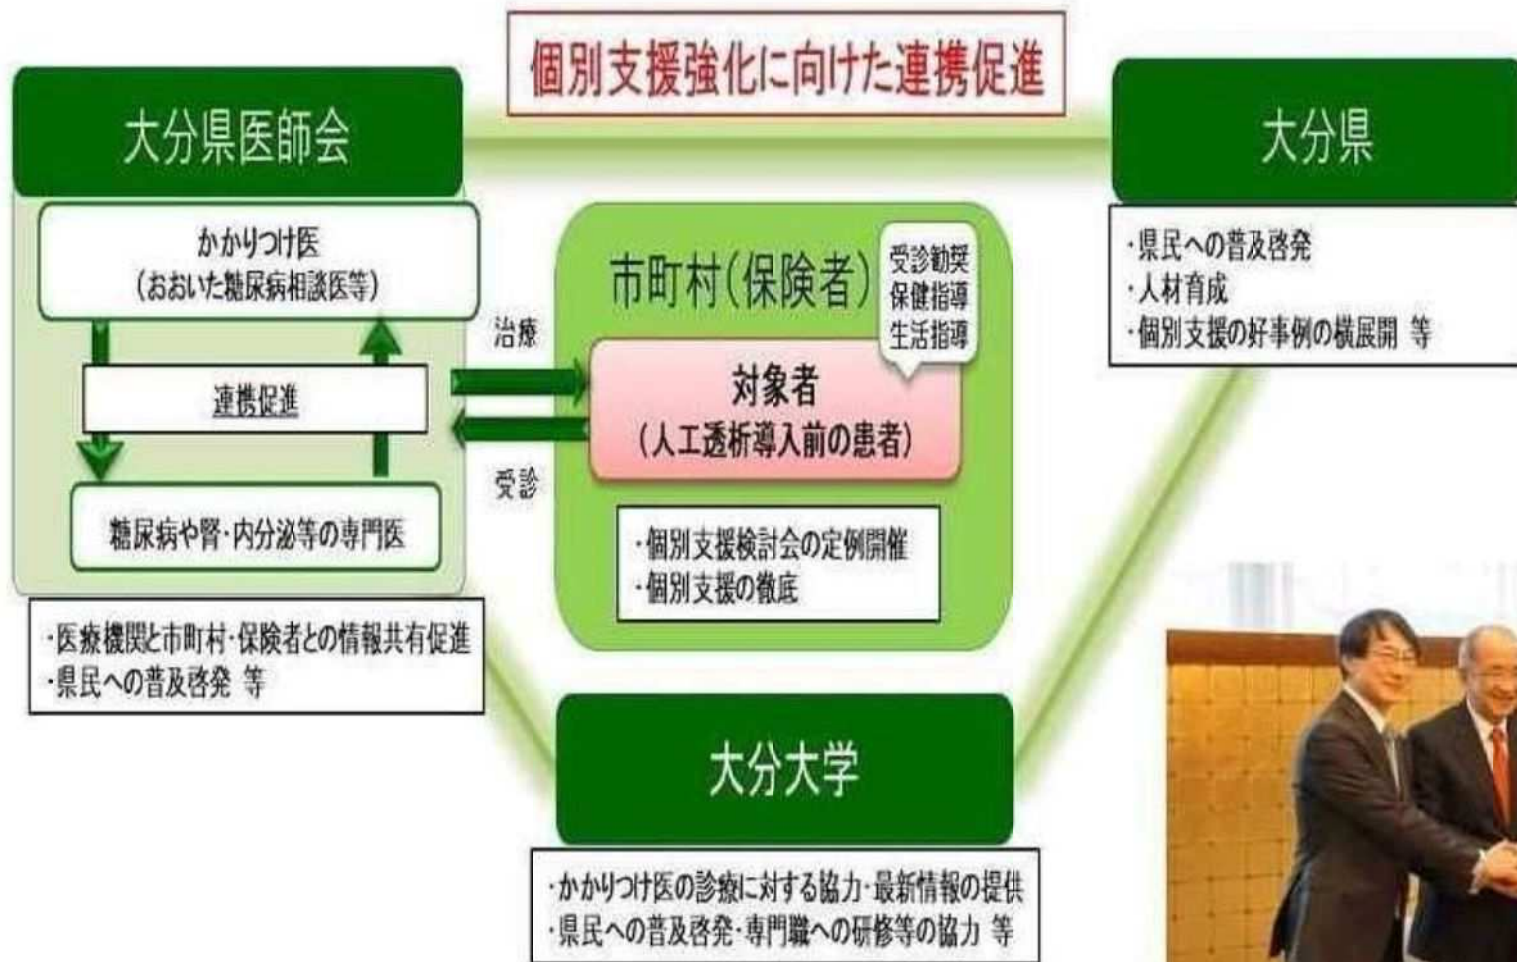 個別支援強化に向けた連携促進
大分県医師会
かかりつけ医
(おおいた糖尿病相談医等)
連携促進
糖尿病や腎・内分泌等の専門医
・医療機関と市町村・保険者との情報共有促進
・県民への普及啓発 等
治療
受診
市町村(保険者)
受診勧奨
保健指導
生活指導
対象者
(人工透析導入前の患者)
・個別支援検討会の定例開催
・個別支援の徹底
大分県
・県民への普及啓発
・人材育成
・個別支援の好事例の横展開 等
大分大学
・かかりつけ医の診療に対する協力・最新情報の提供
・県民への普及啓発・専門職への研修等の協力 等